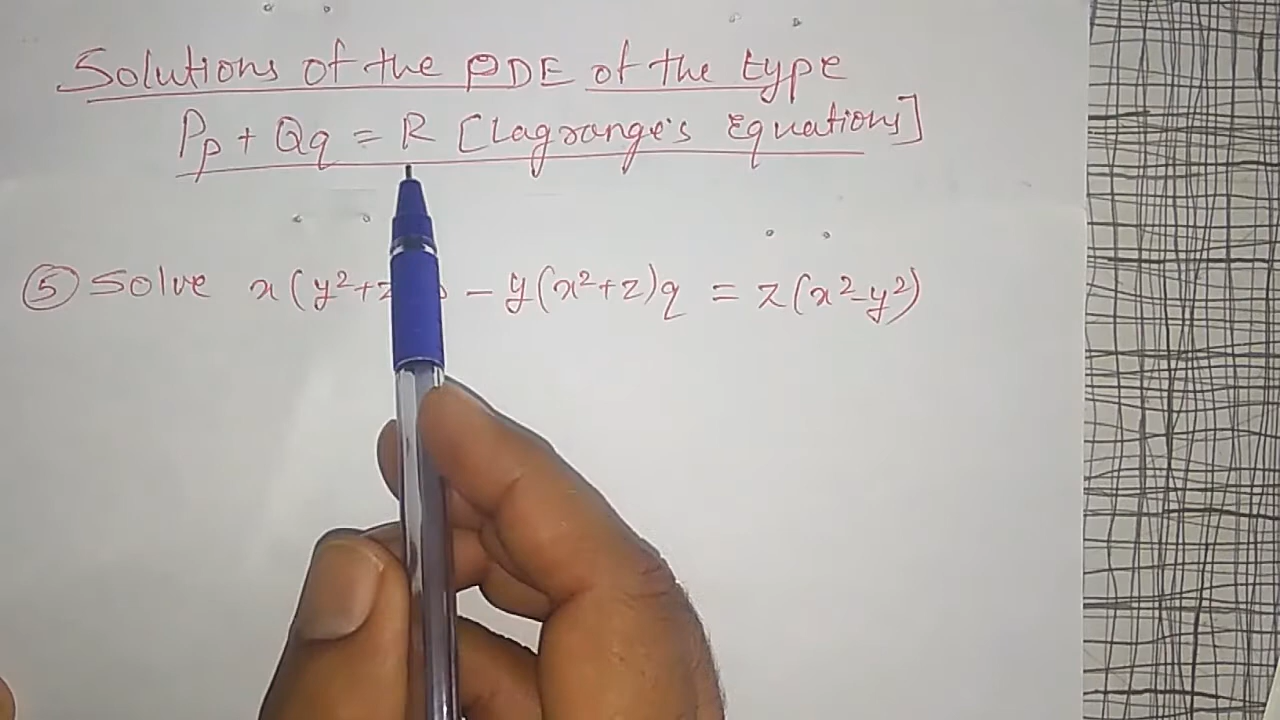 Solutions of the PDE of the type
Pp + Qq = R [Lagrange's Equations]
⑤ Solve x(y²+z - y(x²+z)q = z(x²-y²)